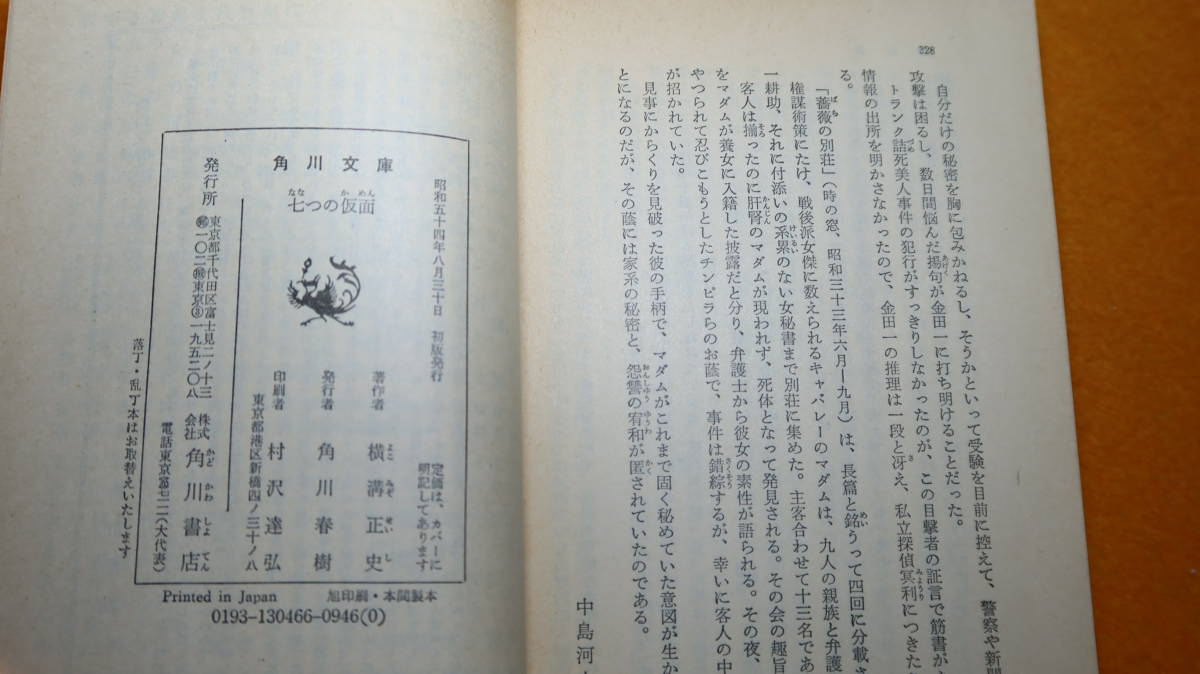 328
自分だけの秘密を胸に包みかねるし、そうかといって受験を目前に控えて、警察や新聞
攻撃は困るし、数日間悩んだ揚句が金田一に打ち明けることだった。
トランク詰死美人事件の犯行がすっきりしなかったのが、この目撃者の証言で筋書が
情報の出所を明かさなかったので、金田一の推理は一段と冴え、私立探偵冥利につきた
る。
「薔薇の別荘」（時の窓、昭和三十三年六月―九月）は、長篇と銘うって四回に分載さ
権謀術策にたけ、戦後派女傑に数えられるキャバレーのマダムは、九人の親族と弁護
一耕助、それに付添いの系累のない女秘書まで別荘に集めた。主客合わせて十三名であ
客人は揃ったのに肝腎のマダムが現われず、死体となって発見される。その会の趣旨
をマダムが養女に入籍した披露だと分り、弁護士から彼女の素性が語られる。その夜、
やつられて忍びこもうとしたチンピラらのお蔭で、事件は錯綜するが、幸いに客人の中
が招かれていた。
見事にからくりを見破った彼の手柄で、マダムがこれまで固く秘めていた意図が生か
とになるのだが、その蔭には家系の秘密と、怨讐の宥和が匿されていたのである。
中島河
角川文庫
七つの仮面
昭和五十四年八月三十日 初版発行
定価は、カバーに
明記してあります
著作者 横溝正史
発行者 角川春樹
印刷者 村沢達弘
東京都港区新橋四ノ三十ノ八
発行所
東京都千代田区富士見二ノ十三
〒一〇二 振替東京③一九五二〇八
株式会社 角川書店
電話東京 (大代表)
落丁・乱丁本はお取替えいたします
Printed in Japan 旭印刷・本間製本
0193-130466-0946(0)